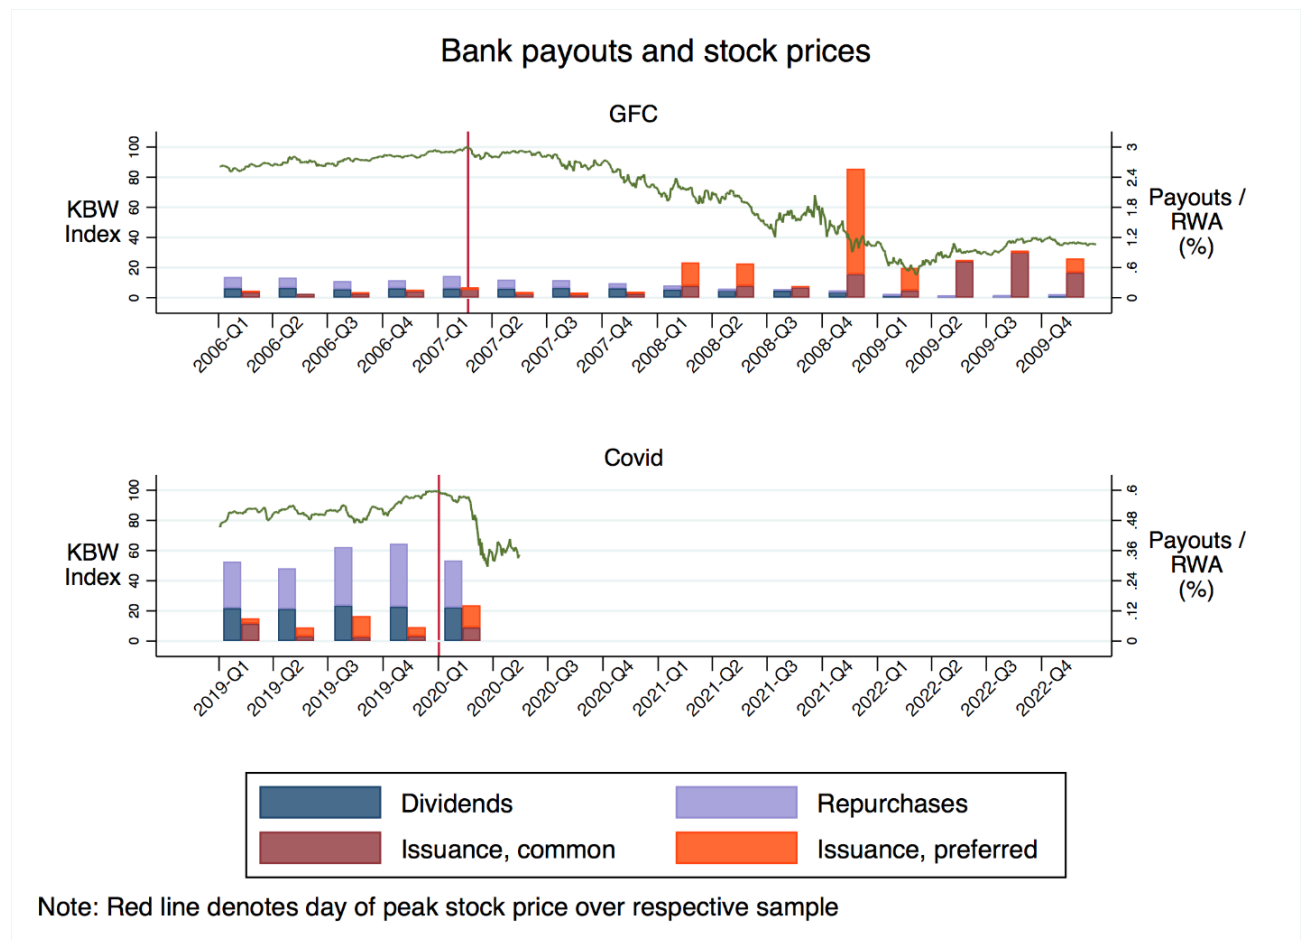 Bank payouts and stock prices
GFC
KBW
Index
100
80
60
40
20
0
3
2.4
1.8
1.2
.6
0
Payouts /
RWA
(%)
2006-Q1
2006-Q2
2006-Q3
2006-Q4
2007-Q1
2007-Q2
2007-Q3
2007-Q4
2008-Q1
2008-Q2
2008-Q3
2008-Q4
2009-Q1
2009-Q2
2009-Q3
2009-Q4
Covid
KBW
Index
100
80
60
40
20
0
.6
.48
.36
.24
.12
0
Payouts /
RWA
(%)
2019-Q1
2019-Q2
2019-Q3
2019-Q4
2020-Q1
2020-Q2
2020-Q3
2020-Q4
2021-Q1
2021-Q2
2021-Q3
2021-Q4
2022-Q1
2022-Q2
2022-Q3
2022-Q4
Dividends
Repurchases
Issuance, common
Issuance, preferred
Note: Red line denotes day of peak stock price over respective sample